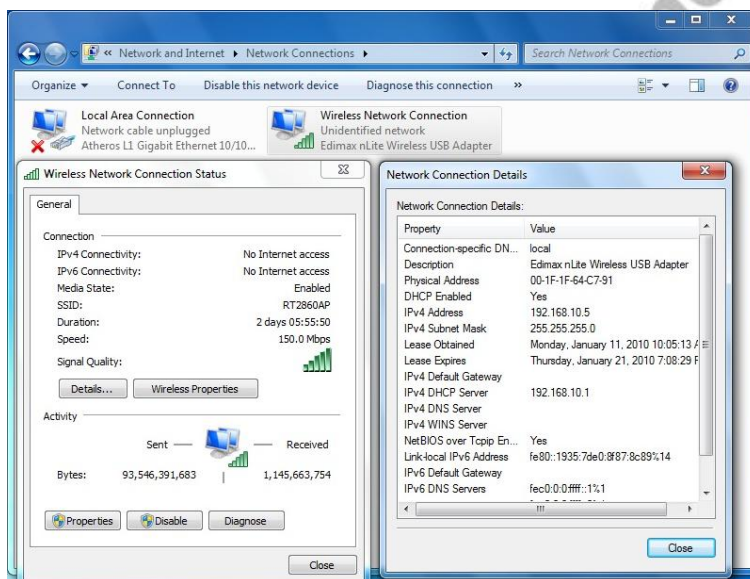 « Network and Internet ▸ Network Connections ▸
Search Network Connections
Organize ▾ Connect To Disable this network device Diagnose this connection »
Local Area Connection
Network cable unplugged
Atheros L1 Gigabit Ethernet 10/10...
Wireless Network Connection
Unidentified network
Edimax nLite Wireless USB Adapter
Wireless Network Connection Status
General
Connection
IPv4 Connectivity: No Internet access
IPv6 Connectivity: No Internet access
Media State: Enabled
SSID: RT2860AP
Duration: 2 days 05:55:50
Speed: 150.0 Mbps
Signal Quality:
Details... Wireless Properties
Activity
Sent — — Received
Bytes: 93,546,391,683 | 1,145,663,754
Properties Disable Diagnose
Close
Network Connection Details
Network Connection Details:
Property Value
Connection-specific DN... local
Description Edimax nLite Wireless USB Adapter
Physical Address 00-1F-1F-64-C7-91
DHCP Enabled Yes
IPv4 Address 192.168.10.5
IPv4 Subnet Mask 255.255.255.0
Lease Obtained Monday, January 11, 2010 10:05:13
Lease Expires Thursday, January 21, 2010 7:08:29
IPv4 Default Gateway
IPv4 DHCP Server 192.168.10.1
IPv4 DNS Server
IPv4 WINS Server
NetBIOS over Tcpip En... Yes
Link-local IPv6 Address fe80::1935:7de0:8f87:8c89%14
IPv6 Default Gateway
IPv6 DNS Servers fec0:0:0:ffff::1%1
Close